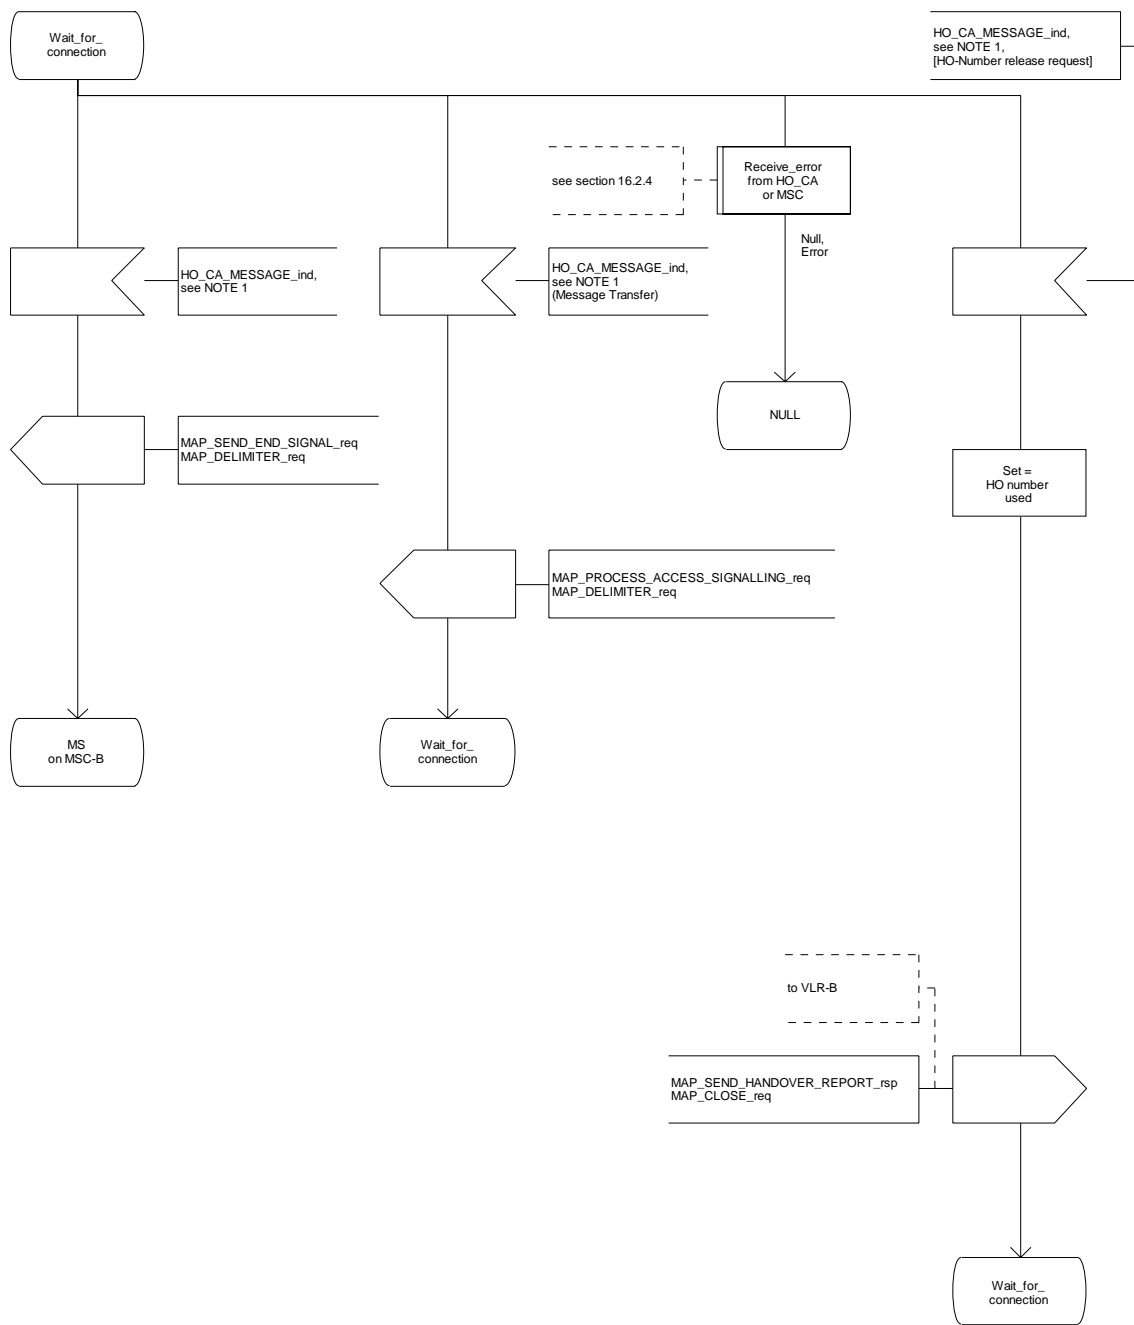 Wait_for_
connection
HO_CA_MESSAGE_ind,
see NOTE 1,
[HO-Number release request]
see section 16.2.4
Receive_error
from HO_CA
or MSC
Null,
Error
HO_CA_MESSAGE_ind,
see NOTE 1
HO_CA_MESSAGE_ind,
see NOTE 1
(Message Transfer)
NULL
MAP_SEND_END_SIGNAL_req
MAP_DELIMITER_req
Set =
HO number
used
MAP_PROCESS_ACCESS_SIGNALLING_req
MAP_DELIMITER_req
MS
on MSC-B
Wait_for_
connection
to VLR-B
MAP_SEND_HANDOVER_REPORT_rsp
MAP_CLOSE_req
Wait_for_
connection